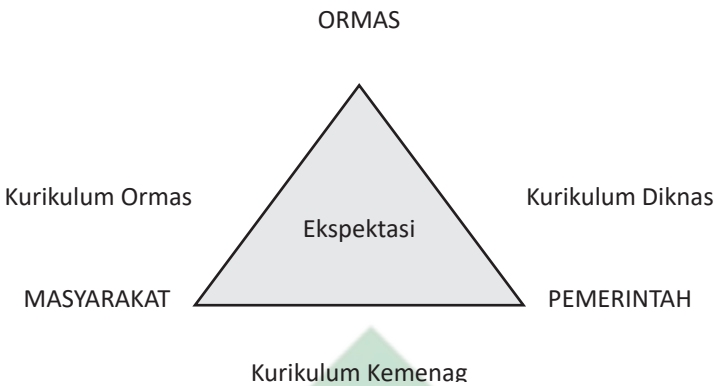 ORMAS
Kurikulum Ormas
Kurikulum Diknas
Ekspektasi
MASYARAKAT
PEMERINTAH
Kurikulum Kemenag